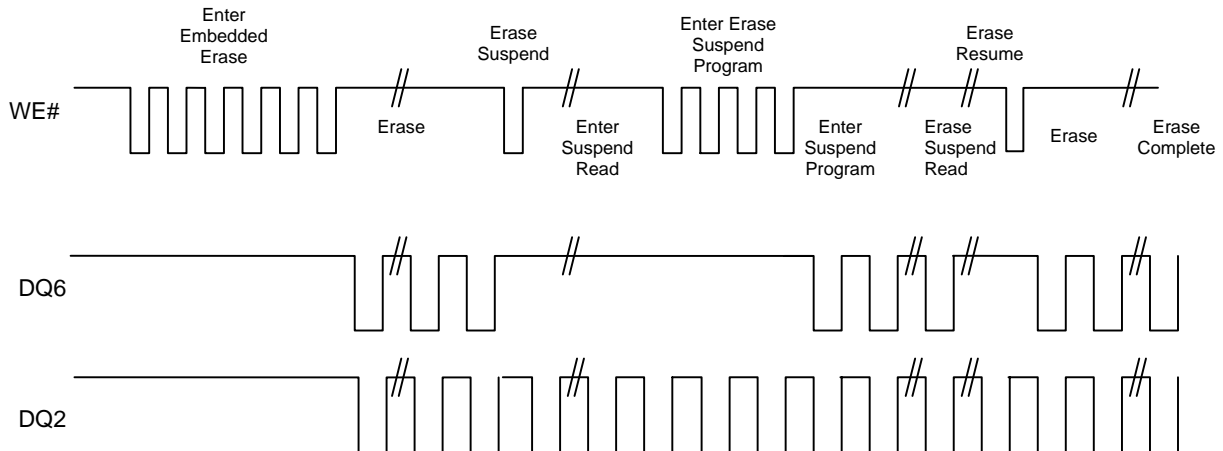 Enter
Embedded
Erase
Erase
Suspend
Enter Erase
Suspend
Program
Erase
Resume
WE#
Erase
Enter
Suspend
Read
Enter
Suspend
Program
Erase
Suspend
Read
Erase
Erase
Complete
DQ6
DQ2